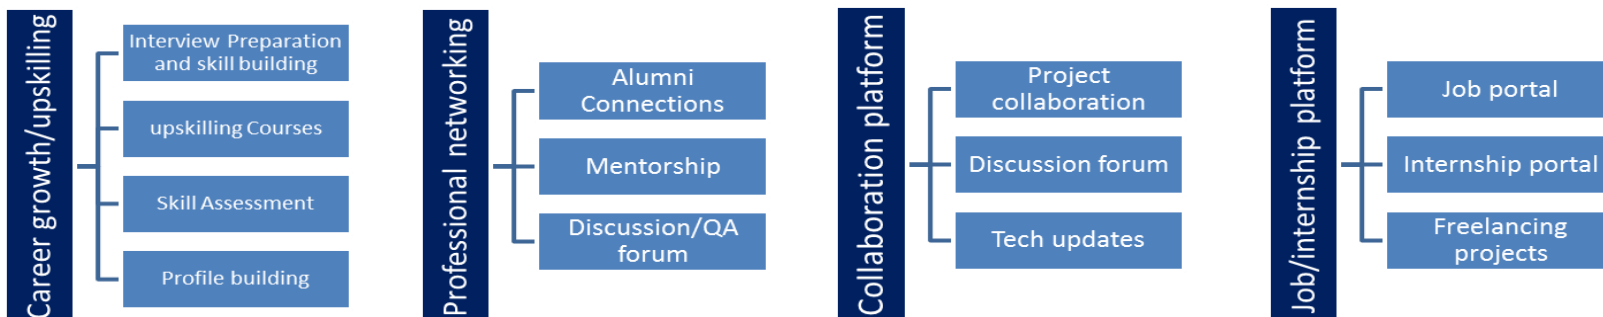 Career growth/upskilling
Interview Preparation
and skill building
upskilling Courses
Skill Assessment
Profile building
Professional networking
Alumni
Connections
Mentorship
Discussion/QA
forum
Collaboration platform
Project
collaboration
Discussion forum
Tech updates
Job/internship platform
Job portal
Internship portal
Freelancing
projects